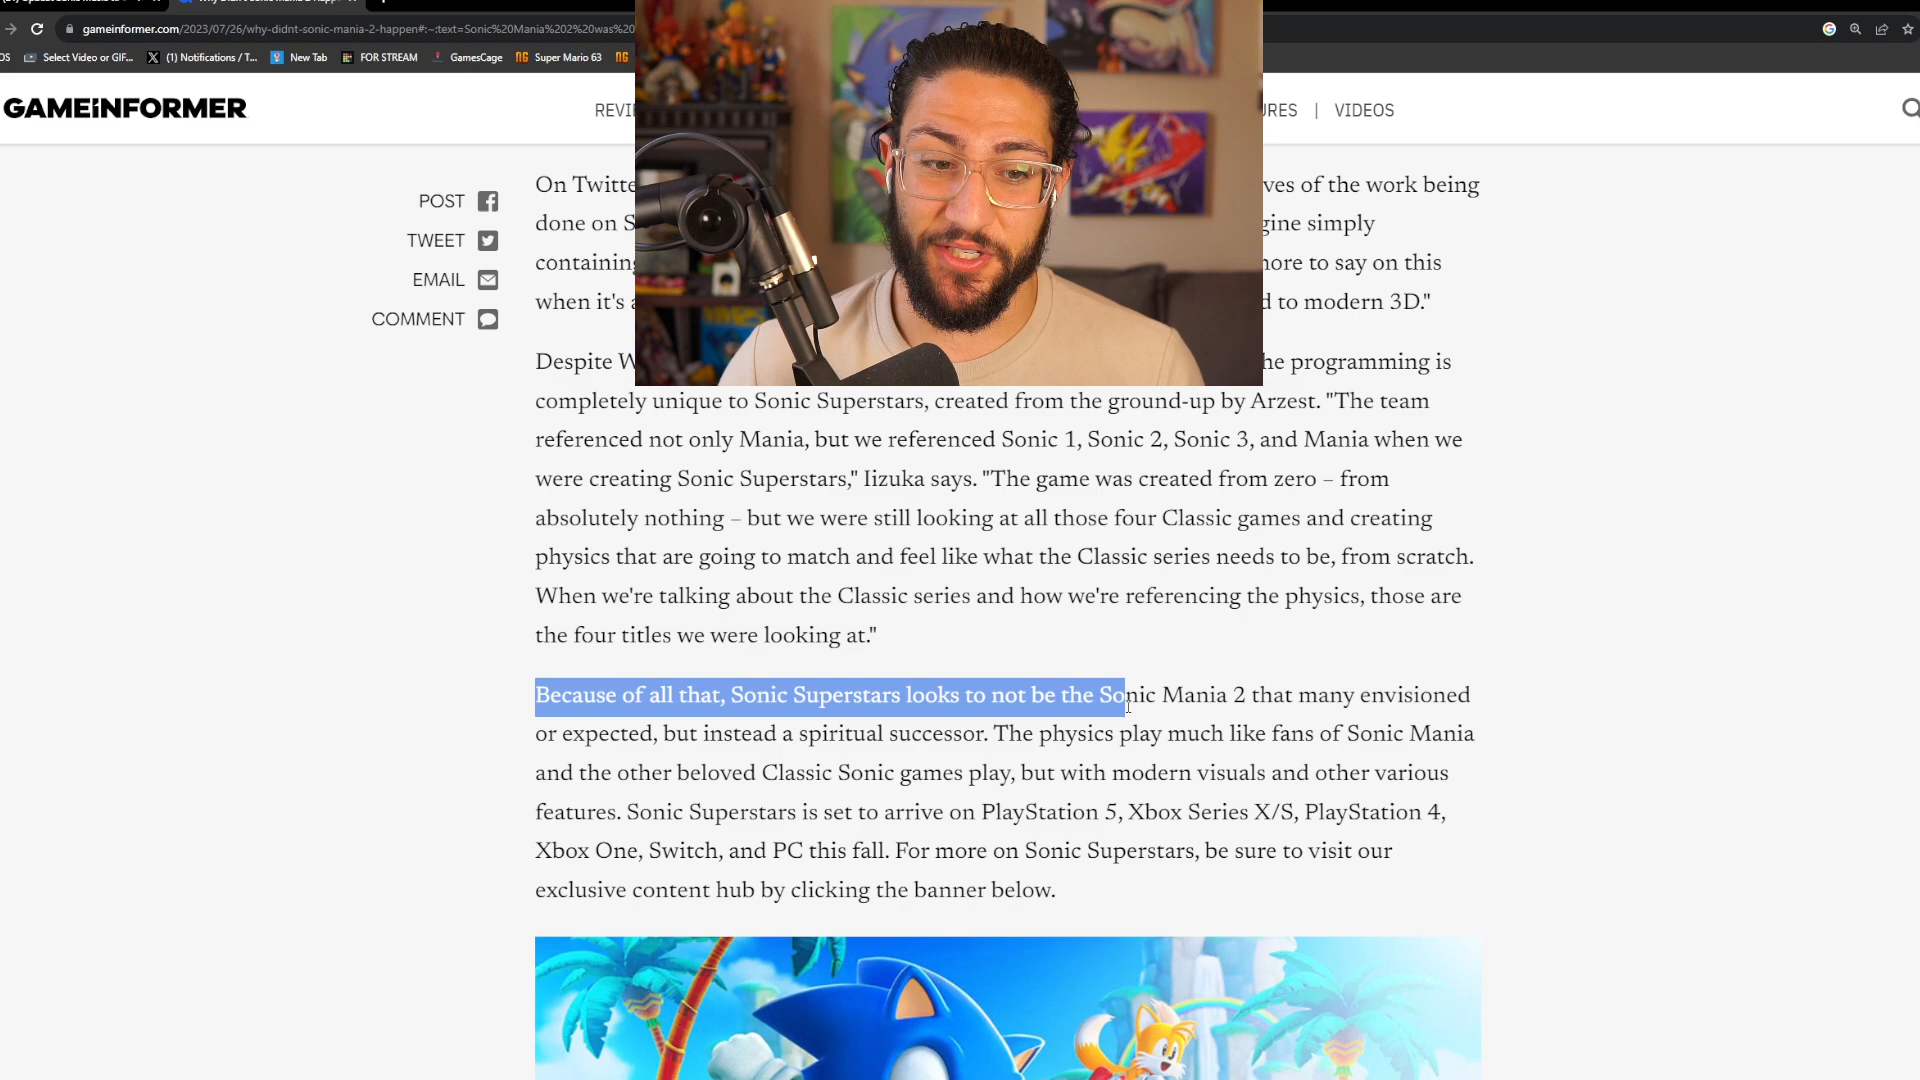 gameinformer.com/2023/07/26/why-didnt-sonic-mania-2-happen#:~:text=Sonic%20Mania%202%20was%20
OS Select Video or GIF... (1) Notifications / T... New Tab FOR STREAM GamesCage Super Mario 63
GAMEiNFORMER
REVI
URES | VIDEOS
POST
TWEET
EMAIL
COMMENT
On Twitte ves of the work being
done on S gine simply
containing more to say on this
when it's a d to modern 3D."
Despite W he programming is
completely unique to Sonic Superstars, created from the ground-up by Arzest. "The team
referenced not only Mania, but we referenced Sonic 1, Sonic 2, Sonic 3, and Mania when we
were creating Sonic Superstars," Iizuka says. "The game was created from zero – from
absolutely nothing – but we were still looking at all those four Classic games and creating
physics that are going to match and feel like what the Classic series needs to be, from scratch.
When we're talking about the Classic series and how we're referencing the physics, those are
the four titles we were looking at."
Because of all that, Sonic Superstars looks to not be the Sonic Mania 2 that many envisioned
or expected, but instead a spiritual successor. The physics play much like fans of Sonic Mania
and the other beloved Classic Sonic games play, but with modern visuals and other various
features. Sonic Superstars is set to arrive on PlayStation 5, Xbox Series X/S, PlayStation 4,
Xbox One, Switch, and PC this fall. For more on Sonic Superstars, be sure to visit our
exclusive content hub by clicking the banner below.